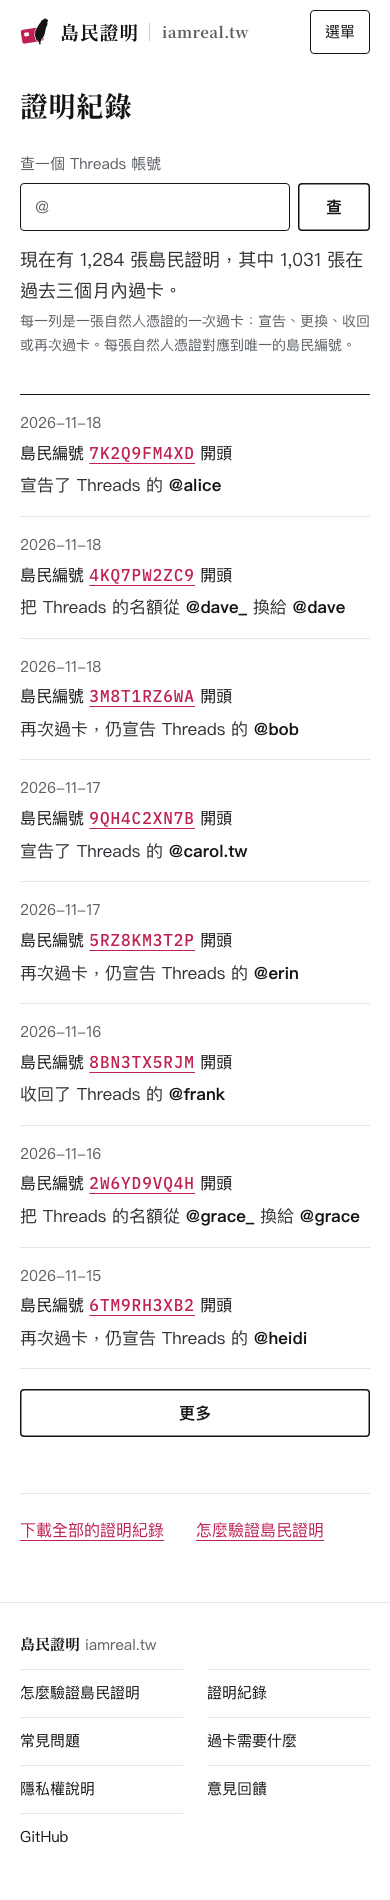 島民證明 iamreal.tw 選單
證明紀錄
查一個 Threads 帳號
@ 查
現在有 1,284 張島民證明，其中 1,031 張在
過去三個月內過卡。
每一列是一張自然人憑證的一次過卡：宣告、更換、收回
或再次過卡。每張自然人憑證對應到唯一的島民編號。
2026-11-18
島民編號 7K2Q9FM4XD 開頭
宣告了 Threads 的 @alice
2026-11-18
島民編號 4KQ7PW2ZC9 開頭
把 Threads 的名額從 @dave_ 換給 @dave
2026-11-18
島民編號 3M8T1RZ6WA 開頭
再次過卡，仍宣告 Threads 的 @bob
2026-11-17
島民編號 9QH4C2XN7B 開頭
宣告了 Threads 的 @carol.tw
2026-11-17
島民編號 5RZ8KM3T2P 開頭
再次過卡，仍宣告 Threads 的 @erin
2026-11-16
島民編號 8BN3TX5RJM 開頭
收回了 Threads 的 @frank
2026-11-16
島民編號 2W6YD9VQ4H 開頭
把 Threads 的名額從 @grace_ 換給 @grace
2026-11-15
島民編號 6TM9RH3XB2 開頭
再次過卡，仍宣告 Threads 的 @heidi
更多
下載全部的證明紀錄 怎麼驗證島民證明
島民證明 iamreal.tw
怎麼驗證島民證明 證明紀錄
常見問題 過卡需要什麼
隱私權說明 意見回饋
GitHub